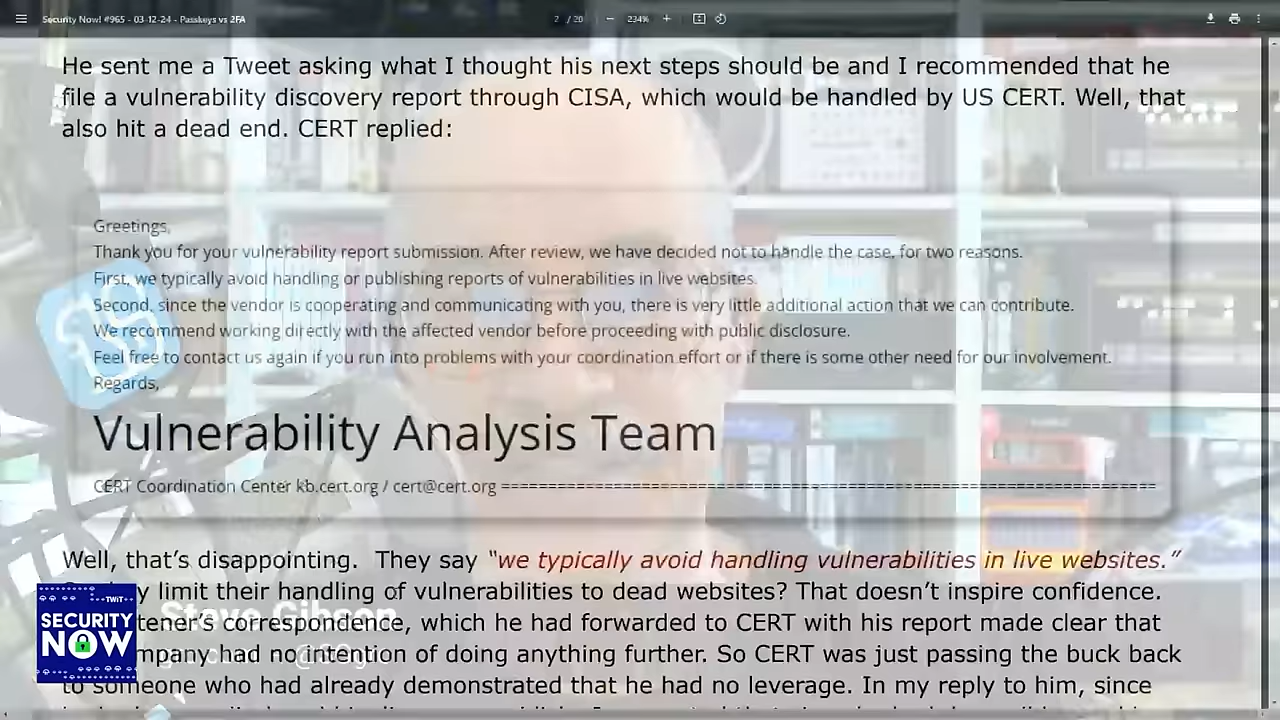 Security Now! #965 - 03-12-24 - Passkeys vs 2FA
2 / 20
234%
He sent me a Tweet asking what I thought his next steps should be and I recommended that he
file a vulnerability discovery report through CISA, which would be handled by US CERT. Well, that
also hit a dead end. CERT replied:
Greetings,
Thank you for your vulnerability report submission. After review, we have decided not to handle the case, for two reasons.
First, we typically avoid handling or publishing reports of vulnerabilities in live websites.
Second, since the vendor is cooperating and communicating with you, there is very little additional action that we can contribute.
We recommend working directly with the affected vendor before proceeding with public disclosure.
Feel free to contact us again if you run into problems with your coordination effort or if there is some other need for our involvement.
Regards,
Vulnerability Analysis Team
CERT Coordination Center kb.cert.org / cert@cert.org ================================================================================
Well, that’s disappointing. They say “we typically avoid handling vulnerabilities in live websites.”
limit their handling of vulnerabilities to dead websites? That doesn’t inspire confidence.
correspondence, which he had forwarded to CERT with his report made clear that
had no intention of doing anything further. So CERT was just passing the buck back
to someone who had already demonstrated that he had no leverage. In my reply to him, since
TWiT
SECURITY
NOW
Steve Gibson